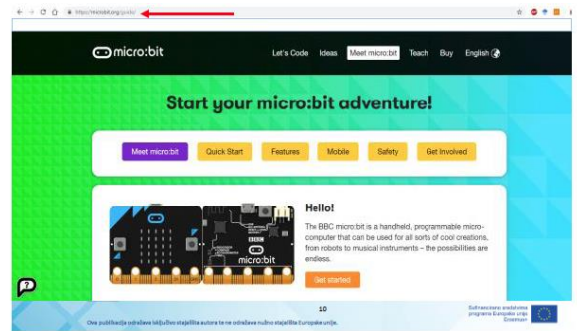 https://microbit.org/guide/
micro:bit
Let's Code Ideas Meet micro:bit Teach Buy English
Start your micro:bit adventure!
Meet micro:bit Quick Start Features Mobile Safety Get Involved
Hello!
The BBC micro:bit is a handheld, programmable micro-
computer that can be used for all sorts of cool creations,
from robots to musical instruments – the possibilities are
endless.
Get started
BBC
micro:bit
10
Sufinancirano sredstvima
programa Europske unije
Erasmus+
Ova publikacija odražava isključivo stajališta autora te ne odražava nužno stajališta Europske unije.